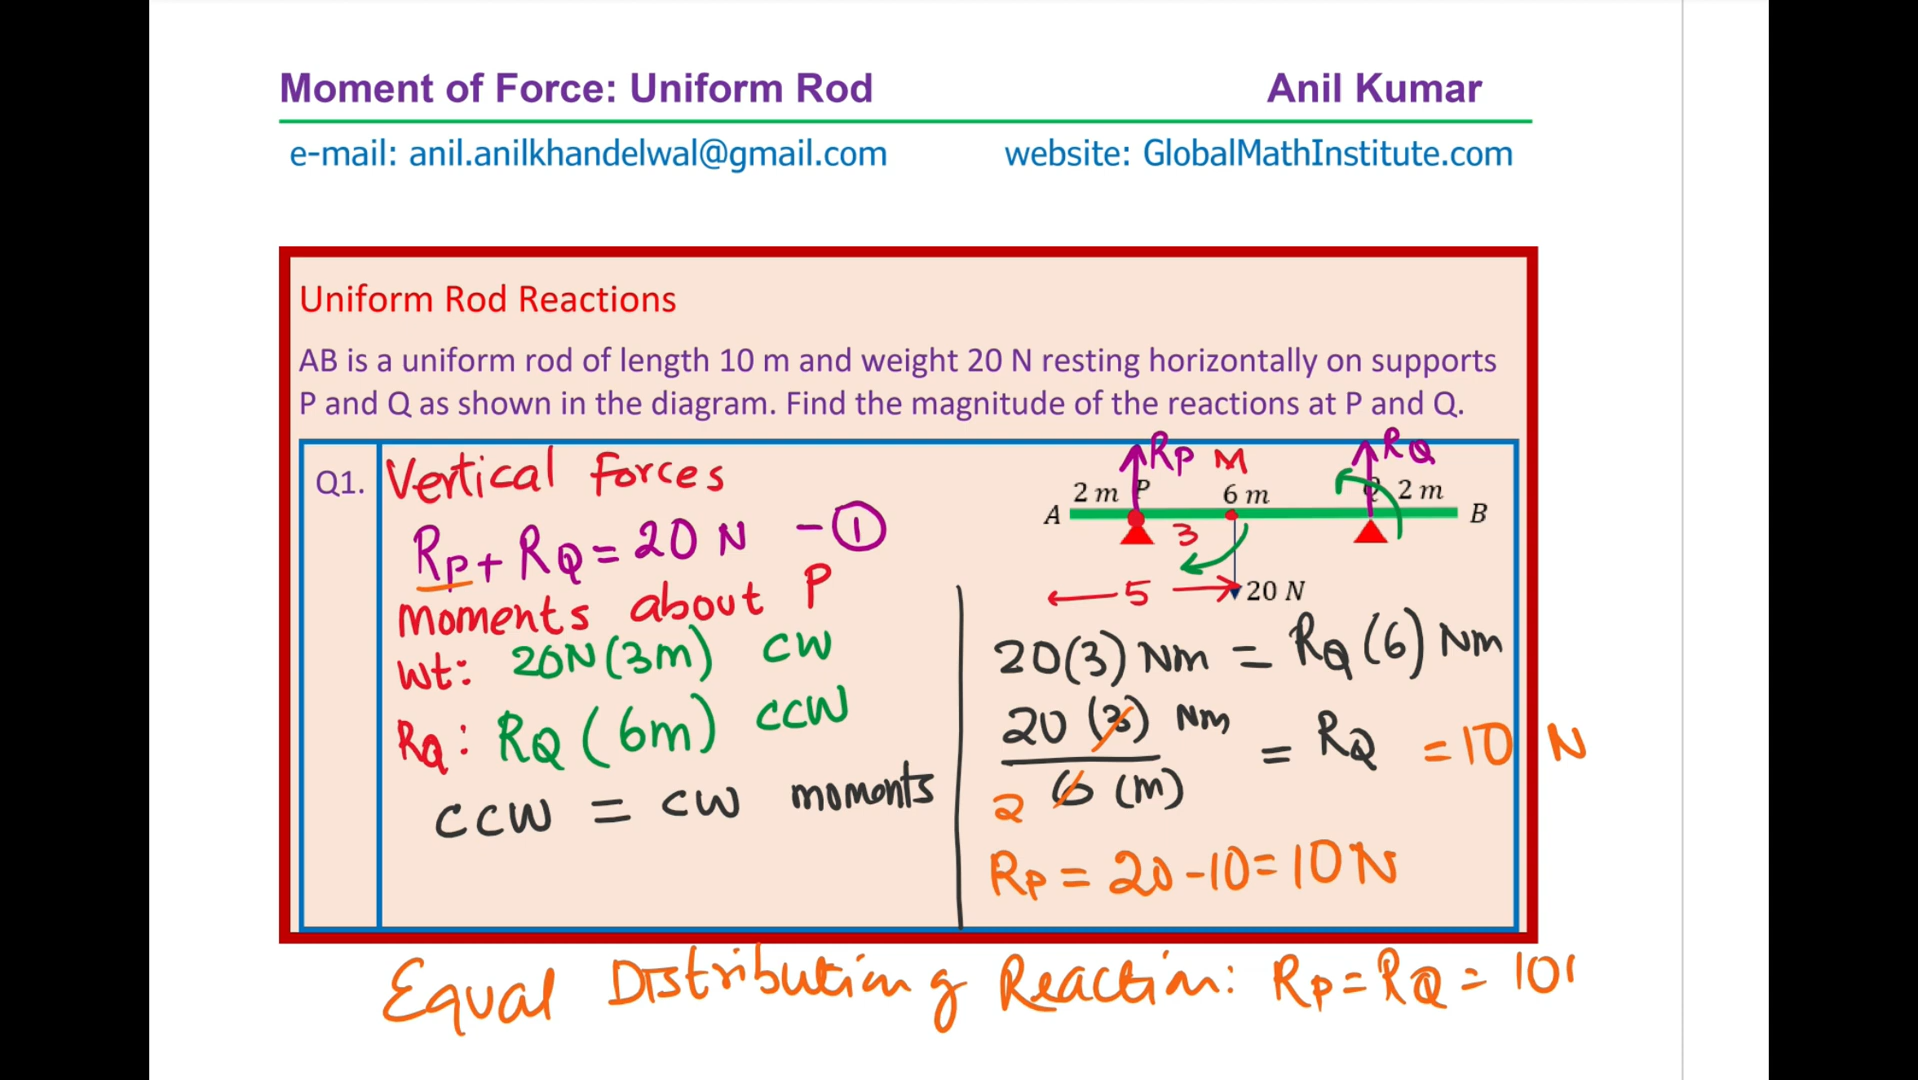 Moment of Force: Uniform Rod Anil Kumar
e-mail: anil.anilkhandelwal@gmail.com website: GlobalMathInstitute.com
Uniform Rod Reactions
AB is a uniform rod of length 10 m and weight 20 N resting horizontally on supports
P and Q as shown in the diagram. Find the magnitude of the reactions at P and Q.
Q1.
Vertical Forces
Rp + RQ = 20 N - ①
moments about P
Wt: 20N (3m) CW
RQ: RQ (6m) CCW
CCW = CW moments
Rp M RQ
2 m P 6 m Q 2 m
A B
3
5 20 N
20(3) Nm = RQ (6) Nm
20 (3) Nm
= RQ = 10 N
2 6 (m)
Rp = 20 - 10 = 10 N
Equal Distribution of Reaction: Rp = RQ =